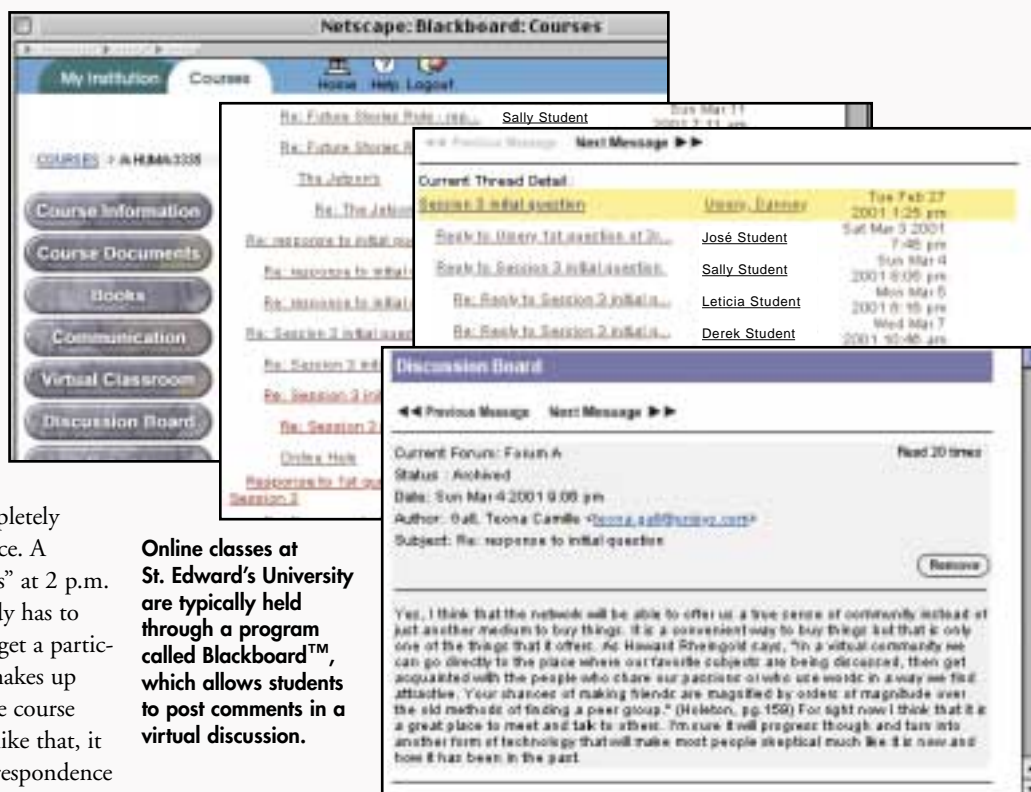 Netscape: Blackboard: Courses
My Institution Courses
Home Help Logout
COURSES > A HUMA 3335
Course Information
Course Documents
Books
Communication
Virtual Classroom
Discussion Board
Re: Future Stories Sally Student Sun Mar 11
2001 7:11 am
Re: Future Stories
The Jetson's
Re: The Jetson
Re: response to initial
Re: response to initial
Re: response to initial
Re: Session 3 initial
Re: Session 3
Re: Session 3
Re: Session 3
Online Help
Response to 1st
Session 3
◀◀ Previous Message Next Message ▶▶
Current Thread Detail
Session 3 initial question Tue Feb 27
2001 1:25 pm
Reply to 1st question José Student Sat Mar 3 2001
7:46 pm
Reply to Session 3 initial question. Sally Student Sun Mar 4
2001 pm
Re: Reply to Session 3 initial Leticia Student Mon Mar 5
2001 pm
Re: Reply to Session 3 initial Derek Student Wed Mar 7
2001 10:46 am
Discussion Board
◀◀ Previous Message Next Message ▶▶
Current Forum: Forum A Read 20 times
Status : Archived
Date: Sun Mar 4 2001 9:06 pm
Author: Teona Camille
Subject: Re: response to initial question
Remove
Yes, I think that the network will be able to offer us a true sense of community instead of
just another medium to buy things. It is a convenient way to buy things but that is only
one of the things that it offers. As Howard Rheingold says, "In a virtual community we
can go directly to the place where our favorite subjects are being discussed, then get
acquainted with the people who share our passions or who use words in a way we find
attractive. Your chances of making friends are magnified by orders of magnitude over
the old methods of finding a peer group." (Holeton, pg.159) For right now I think that it is
a great place to meet and talk to others. I'm sure it will progress though and turn into
another form of technology that will make most people skeptical much like it is now and
how it has been in the past.
pletely
ce. A
s” at 2 p.m.
ly has to
get a partic-
makes up
e course
like that, it
respondence
Online classes at
St. Edward’s University
are typically held
through a program
called Blackboard™,
which allows students
to post comments in a
virtual discussion.